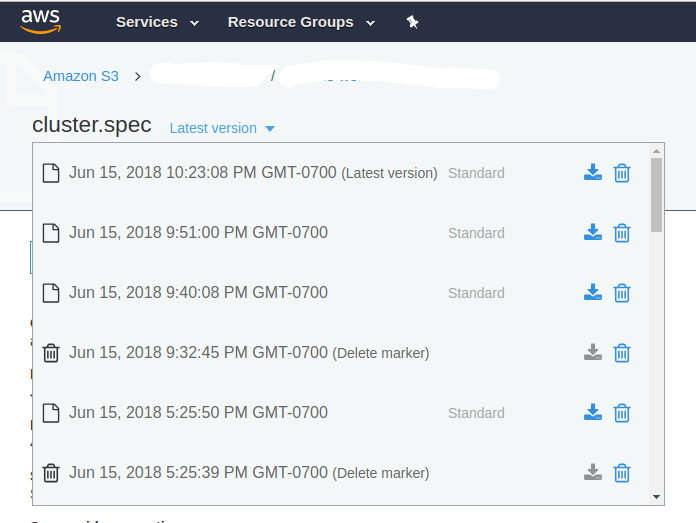 aws Services Resource Groups
Amazon S3 > /
cluster.spec Latest version
Jun 15, 2018 10:23:08 PM GMT-0700 (Latest version) Standard
Jun 15, 2018 9:51:00 PM GMT-0700 Standard
Jun 15, 2018 9:40:08 PM GMT-0700 Standard
Jun 15, 2018 9:32:45 PM GMT-0700 (Delete marker)
Jun 15, 2018 5:25:50 PM GMT-0700 Standard
Jun 15, 2018 5:25:39 PM GMT-0700 (Delete marker)